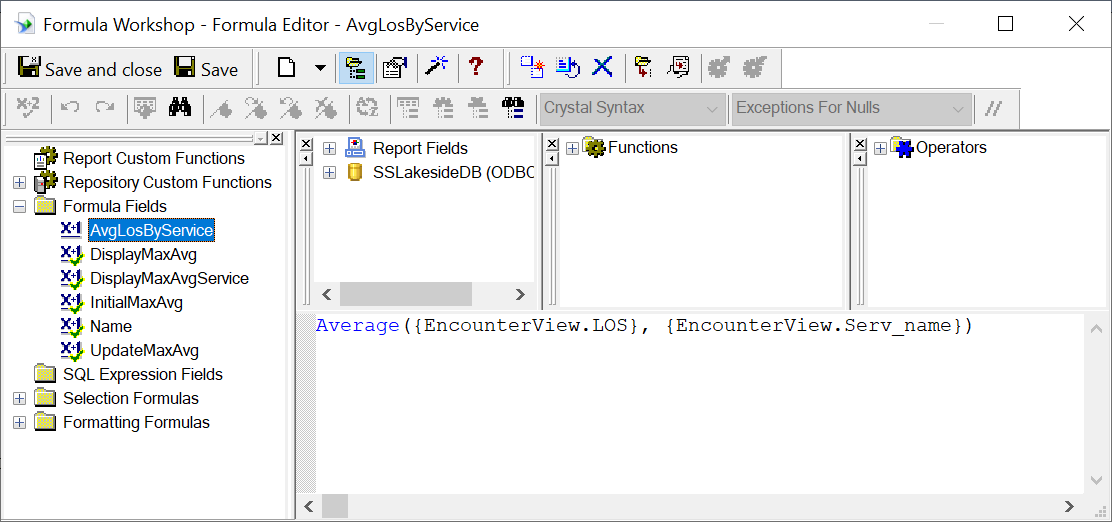 Formula Workshop - Formula Editor - AvgLosByService
Save and close Save
Crystal Syntax Exceptions For Nulls //
Report Custom Functions
Repository Custom Functions
Formula Fields
AvgLosByService
DisplayMaxAvg
DisplayMaxAvgService
InitialMaxAvg
Name
UpdateMaxAvg
SQL Expression Fields
Selection Formulas
Formatting Formulas
Report Fields
SSLakesideDB (ODBC
Functions
Operators
Average({EncounterView.LOS}, {EncounterView.Serv_name})